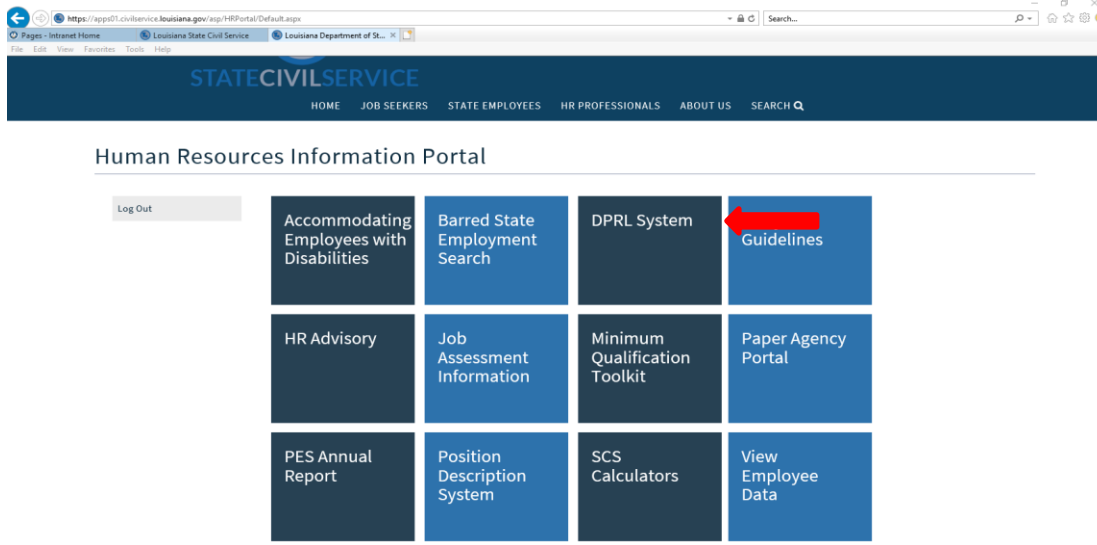 https://apps01.civilservice.louisiana.gov/asp/HRPortal/Default.aspx
Search...
Pages - Intranet Home
Louisiana State Civil Service
Louisiana Department of St...
File Edit View Favorites Tools Help
STATECIVILSERVICE
HOME JOB SEEKERS STATE EMPLOYEES HR PROFESSIONALS ABOUT US SEARCH
Human Resources Information Portal
Log Out
Accommodating
Employees with
Disabilities
Barred State
Employment
Search
DPRL System
Guidelines
HR Advisory
Job
Assessment
Information
Minimum
Qualification
Toolkit
Paper Agency
Portal
PES Annual
Report
Position
Description
System
SCS
Calculators
View
Employee
Data